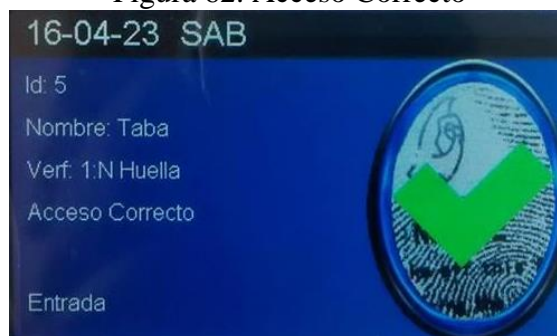 Figura 62. Acceso Correcto
16-04-23 SAB
Id: 5
Nombre: Taba
Verf: 1:N Huella
Acceso Correcto
Entrada